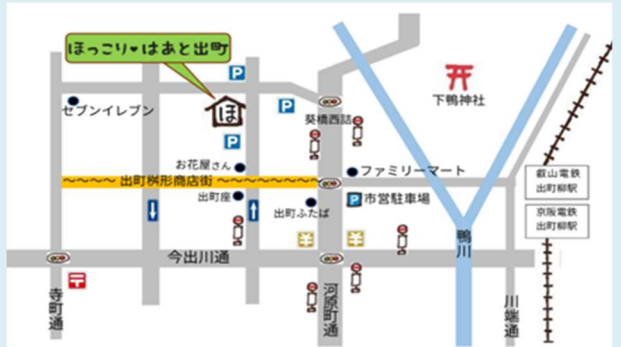 ほっこり♥はあと出町
P
セブンイレブン
ほ
P
葵橋西詰
下鴨神社
P
お花屋さん
ファミリーマート
叡山電鉄
出町柳駅
〜〜〜〜出町桝形商店街〜〜〜〜〜〜〜〜
出町座
出町ふたば
P市営駐車場
京阪電鉄
出町柳駅
今出川通
鴨川
〒
寺町通
河原町通
川端通